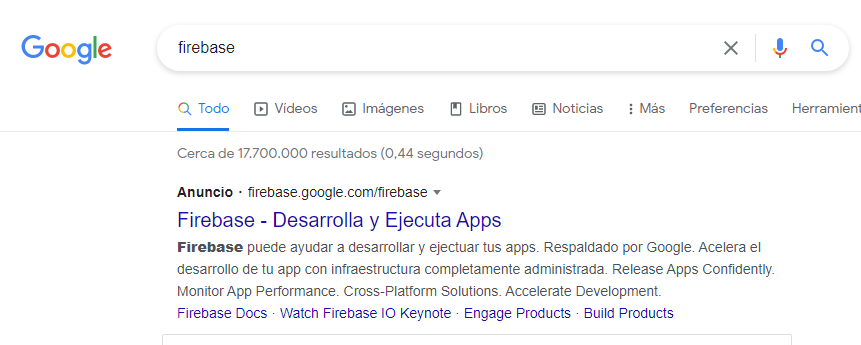 Google
firebase
Todo Vídeos Imágenes Libros Noticias Más Preferencias Herramien
Cerca de 17.700.000 resultados (0,44 segundos)
Anuncio · firebase.google.com/firebase
Firebase - Desarrolla y Ejecuta Apps
Firebase puede ayudar a desarrollar y ejectuar tus apps. Respaldado por Google. Acelera el
desarrollo de tu app con infraestructura completamente administrada. Release Apps Confidently.
Monitor App Performance. Cross-Platform Solutions. Accelerate Development.
Firebase Docs · Watch Firebase IO Keynote · Engage Products · Build Products